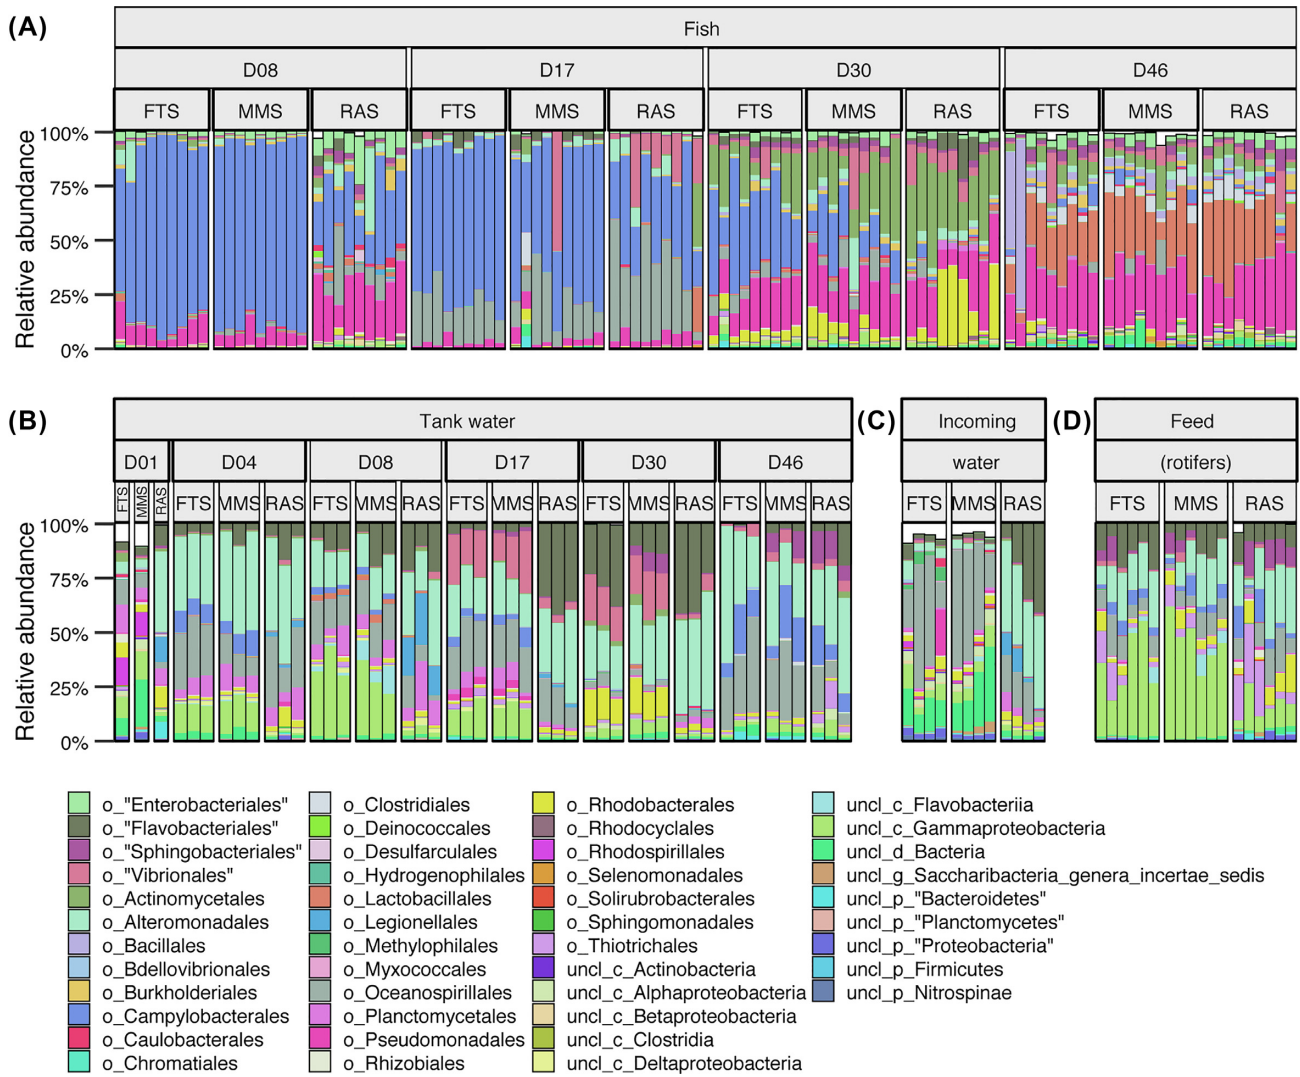 (A)
Fish
D08 D17 D30 D46
FTS MMS RAS FTS MMS RAS FTS MMS RAS FTS MMS RAS
Relative abundance
100%
75%
50%
25%
0%
(B)
Tank water
D01 D04 D08 D17 D30 D46
FTS MMS RAS FTS MMS RAS FTS MMS RAS FTS MMS RAS FTS MMS RAS FTS MMS RAS
Relative abundance
100%
75%
50%
25%
0%
(C)
Incoming
water
FTS MMS RAS
(D)
Feed
(rotifers)
FTS MMS RAS
o_"Enterobacteriales"
o_"Flavobacteriales"
o_"Sphingobacteriales"
o_"Vibrionales"
o_Actinomycetales
o_Alteromonadales
o_Bacillales
o_Bdellovibrionales
o_Burkholderiales
o_Campylobacterales
o_Caulobacterales
o_Chromatiales
o_Clostridiales
o_Deinococcales
o_Desulfarculales
o_Hydrogenophilales
o_Lactobacillales
o_Legionellales
o_Methylophilales
o_Myxococcales
o_Oceanospirillales
o_Planctomycetales
o_Pseudomonadales
o_Rhizobiales
o_Rhodobacterales
o_Rhodocyclales
o_Rhodospirillales
o_Selenomonadales
o_Solirubrobacterales
o_Sphingomonadales
o_Thiotrichales
uncl_c_Actinobacteria
uncl_c_Alphaproteobacteria
uncl_c_Betaproteobacteria
uncl_c_Clostridia
uncl_c_Deltaproteobacteria
uncl_c_Flavobacteriia
uncl_c_Gammaproteobacteria
uncl_d_Bacteria
uncl_g_Saccharibacteria_genera_incertae_sedis
uncl_p_"Bacteroidetes"
uncl_p_"Planctomycetes"
uncl_p_"Proteobacteria"
uncl_p_Firmicutes
uncl_p_Nitrospinae